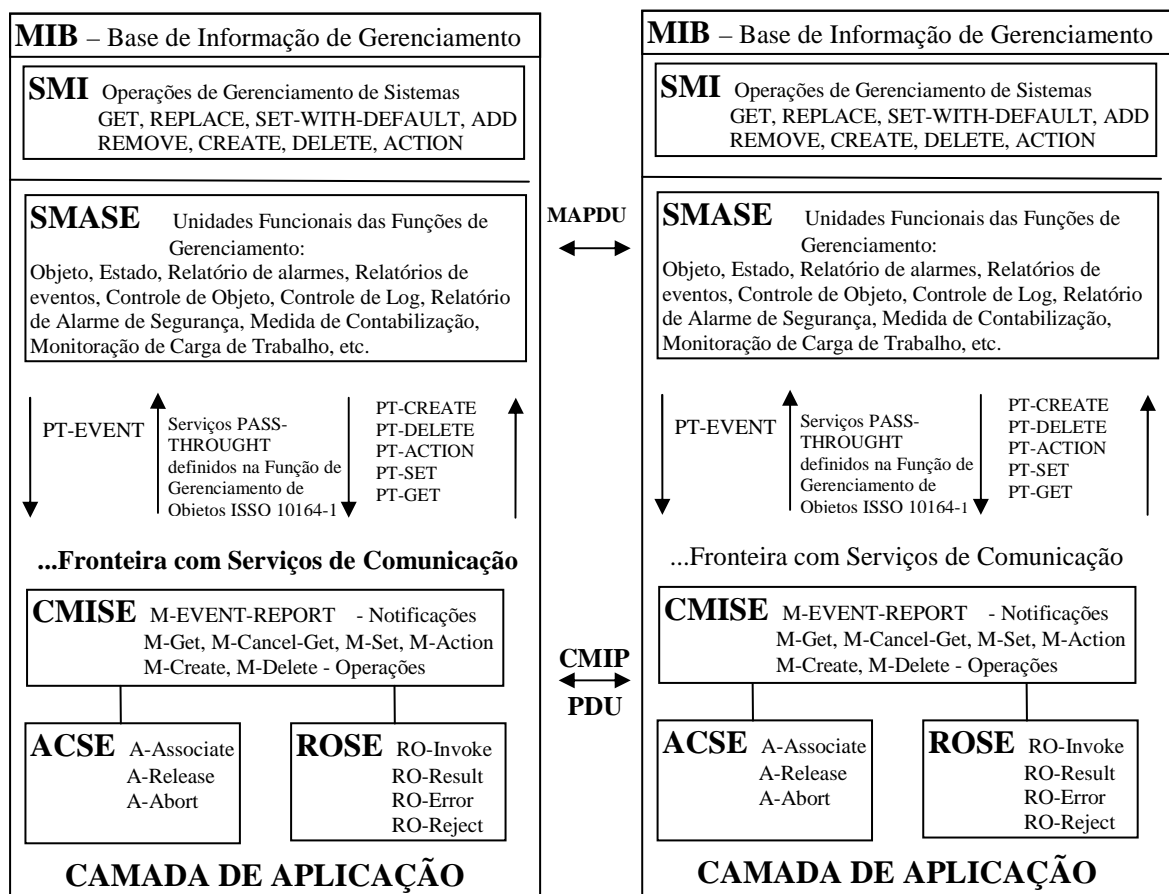 MIB – Base de Informação de Gerenciamento
SMI Operações de Gerenciamento de Sistemas
GET, REPLACE, SET-WITH-DEFAULT, ADD
REMOVE, CREATE, DELETE, ACTION
SMASE Unidades Funcionais das Funções de
Gerenciamento:
Objeto, Estado, Relatório de alarmes, Relatórios de
eventos, Controle de Objeto, Controle de Log, Relatório
de Alarme de Segurança, Medida de Contabilização,
Monitoração de Carga de Trabalho, etc.
PT-EVENT
Serviços PASS-
THROUGHT
definidos na Função de
Gerenciamento de
Objetos ISSO 10164-1
PT-CREATE
PT-DELETE
PT-ACTION
PT-SET
PT-GET
...Fronteira com Serviços de Comunicação
CMISE M-EVENT-REPORT - Notificações
M-Get, M-Cancel-Get, M-Set, M-Action
M-Create, M-Delete - Operações
ACSE A-Associate
A-Release
A-Abort
ROSE RO-Invoke
RO-Result
RO-Error
RO-Reject
CAMADA DE APLICAÇÃO
MAPDU
CMIP
PDU
MIB – Base de Informação de Gerenciamento
SMI Operações de Gerenciamento de Sistemas
GET, REPLACE, SET-WITH-DEFAULT, ADD
REMOVE, CREATE, DELETE, ACTION
SMASE Unidades Funcionais das Funções de
Gerenciamento:
Objeto, Estado, Relatório de alarmes, Relatórios de
eventos, Controle de Objeto, Controle de Log, Relatório
de Alarme de Segurança, Medida de Contabilização,
Monitoração de Carga de Trabalho, etc.
PT-EVENT
Serviços PASS-
THROUGHT
definidos na Função de
Gerenciamento de
Objetos ISSO 10164-1
PT-CREATE
PT-DELETE
PT-ACTION
PT-SET
PT-GET
...Fronteira com Serviços de Comunicação
CMISE M-EVENT-REPORT - Notificações
M-Get, M-Cancel-Get, M-Set, M-Action
M-Create, M-Delete - Operações
ACSE A-Associate
A-Release
A-Abort
ROSE RO-Invoke
RO-Result
RO-Error
RO-Reject
CAMADA DE APLICAÇÃO